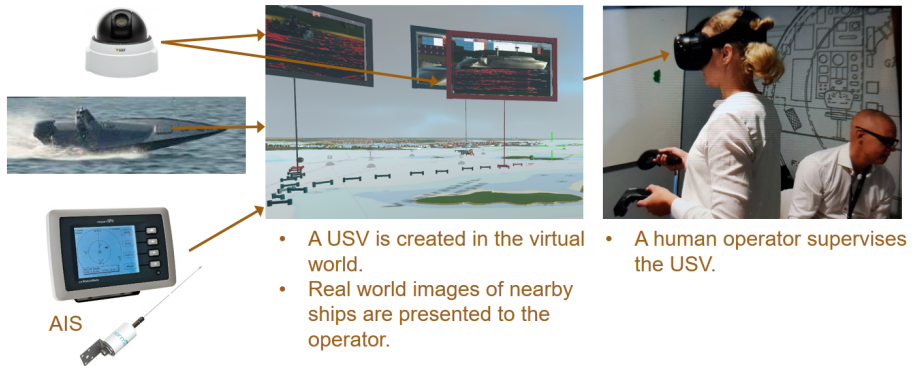 • A USV is created in the virtual
world.
• Real world images of nearby
ships are presented to the
operator.
• A human operator supervises
the USV.
AIS